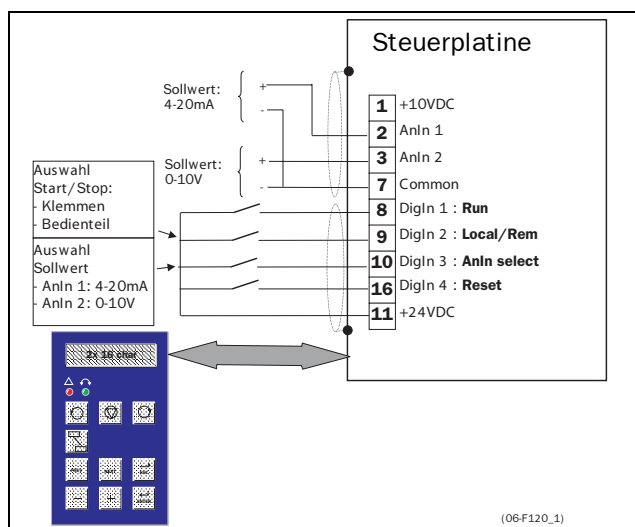 Steuerplatine
Sollwert:
4-20mA
+
-
Sollwert:
0-10V
+
-
1 +10VDC
2 AnIn 1
3 AnIn 2
7 Common
8 DigIn 1 : Run
9 DigIn 2 : Local/Rem
10 DigIn 3 : AnIn select
16 DigIn 4 : Reset
11 +24VDC
Auswahl
Start/Stop:
- Klemmen
- Bedienteil
Auswahl
Sollwert
- AnIn 1: 4-20mA
- AnIn 2: 0-10V
2x 16 char
- +
(06-F120_1)